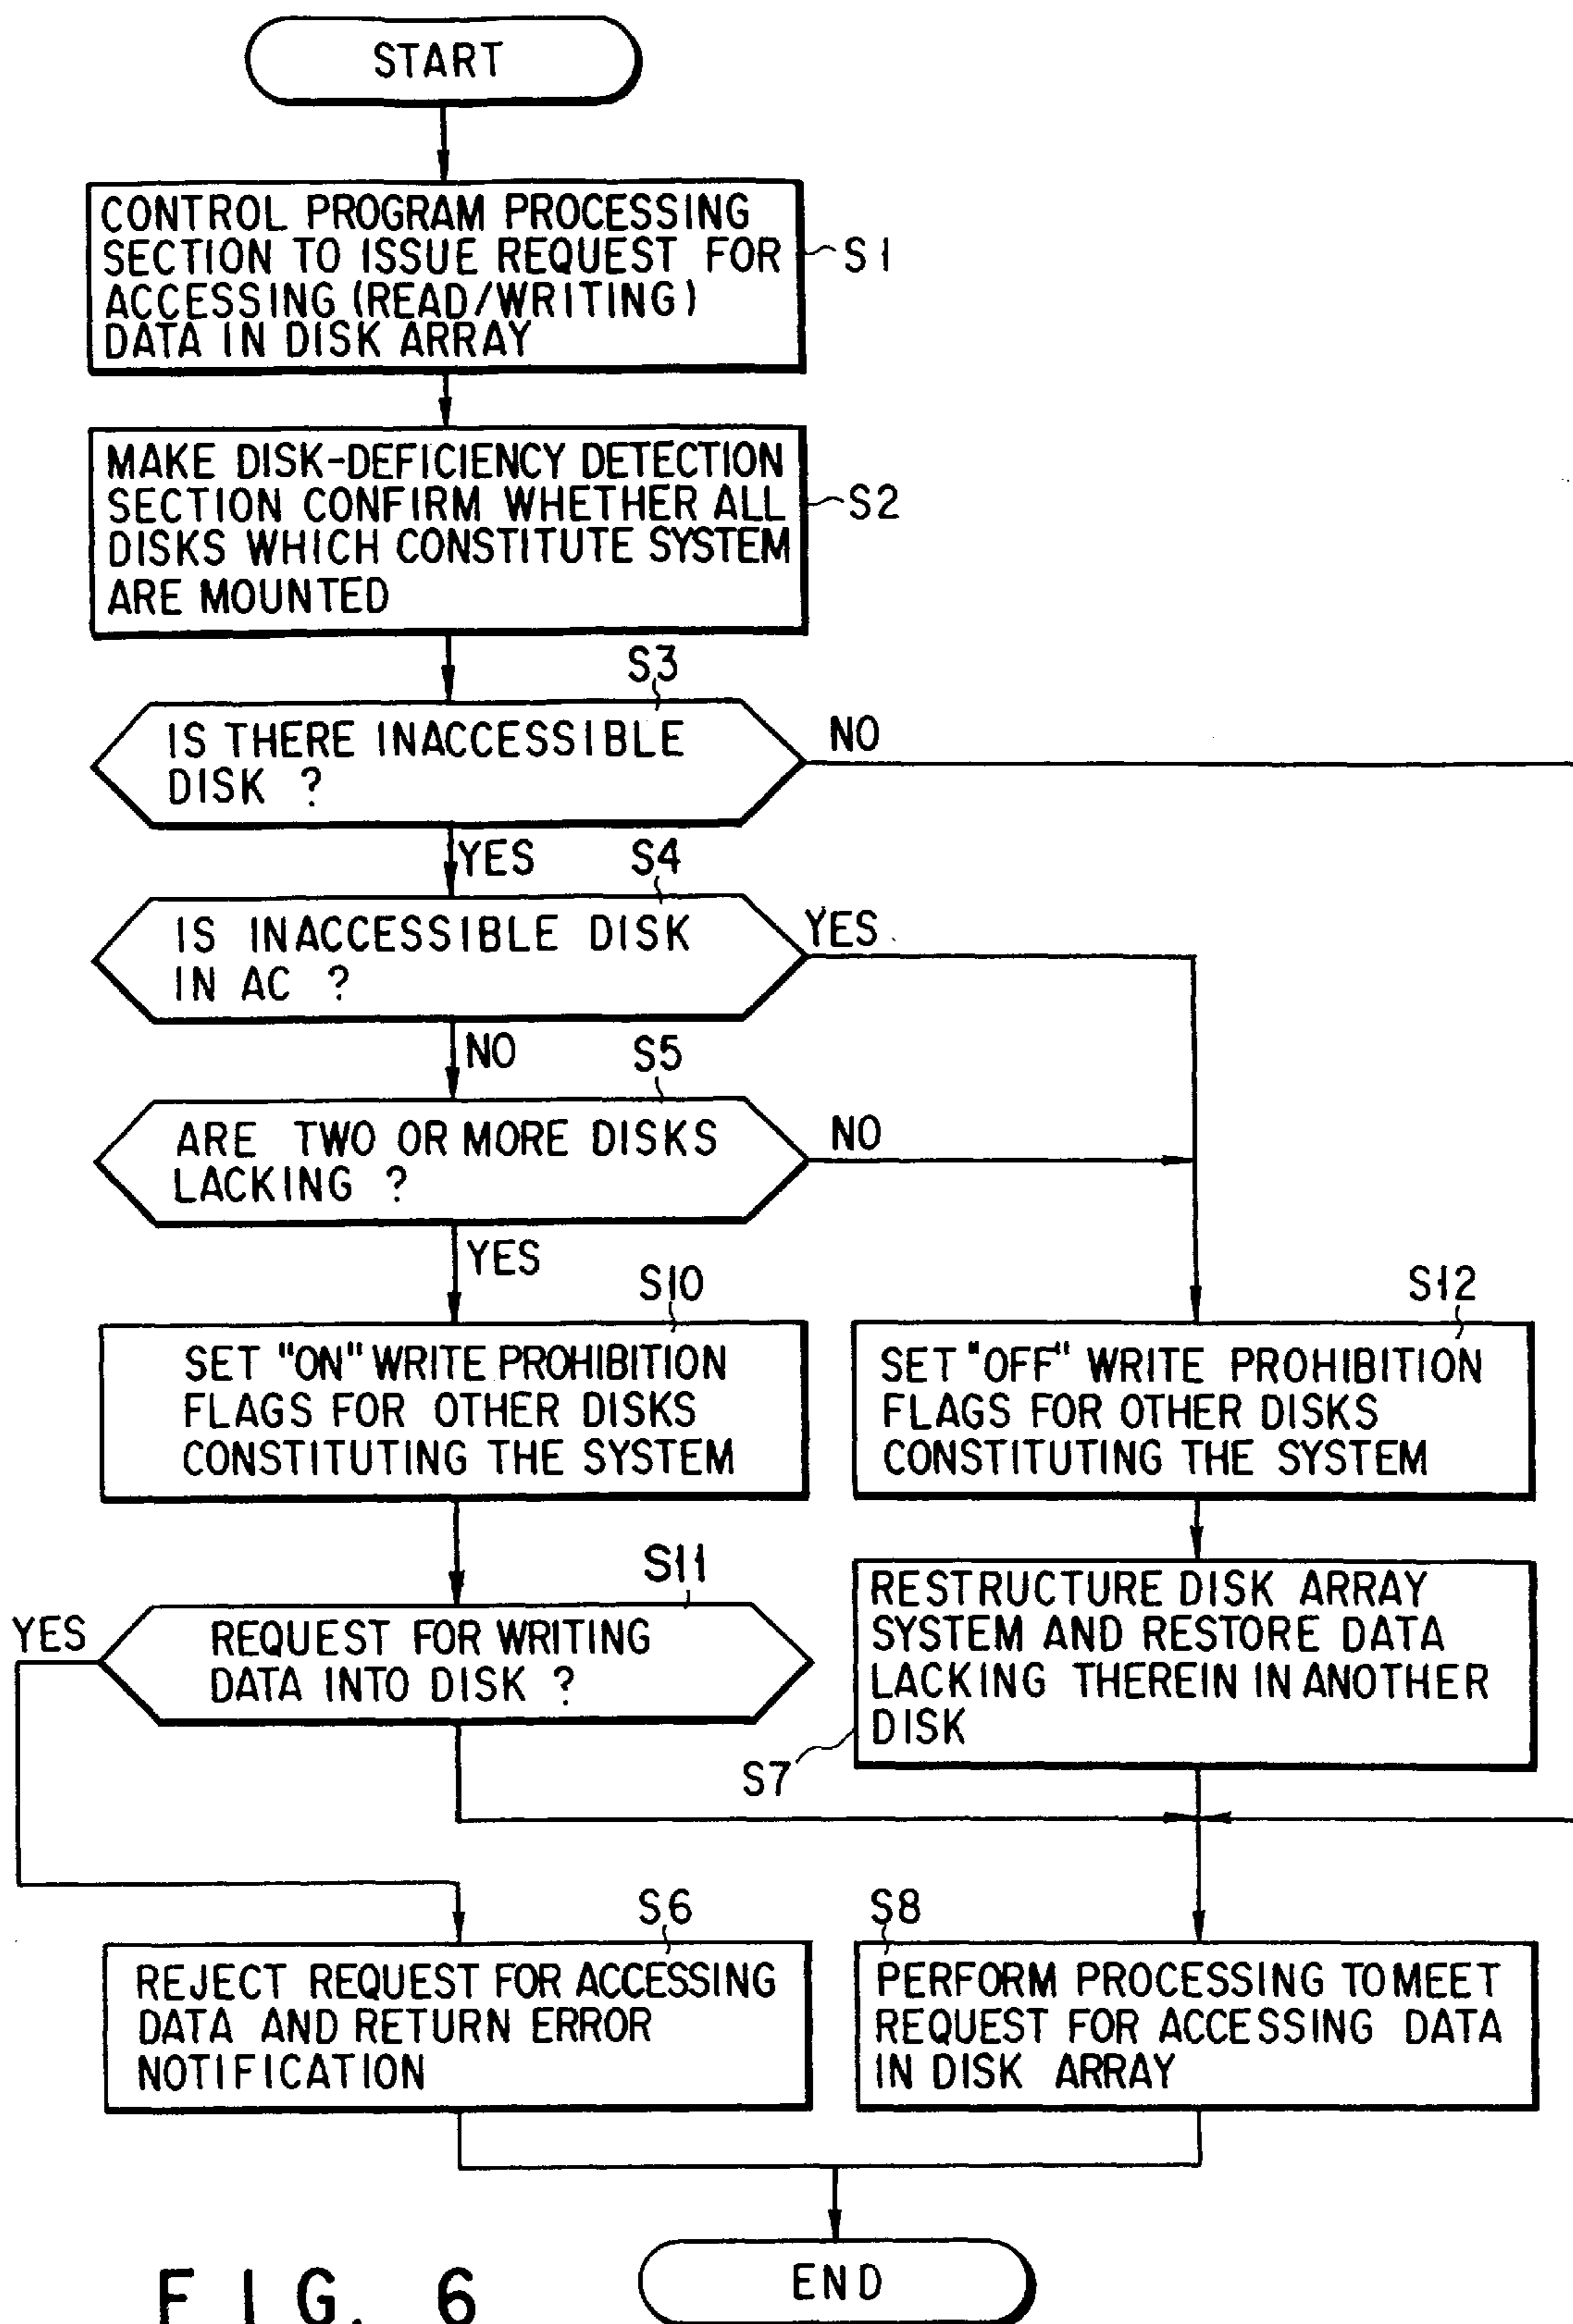 START
CONTROL PROGRAM PROCESSING
SECTION TO ISSUE REQUEST FOR
ACCESSING (READ/WRITING)
DATA IN DISK ARRAY
S1
MAKE DISK-DEFICIENCY DETECTION
SECTION CONFIRM WHETHER ALL
DISKS WHICH CONSTITUTE SYSTEM
ARE MOUNTED
S2
S3
IS THERE INACCESSIBLE
DISK ?
NO
YES
S4
IS INACCESSIBLE DISK
IN AC ?
YES
NO
S5
ARE TWO OR MORE DISKS
LACKING ?
NO
YES
S10
SET "ON" WRITE PROHIBITION
FLAGS FOR OTHER DISKS
CONSTITUTING THE SYSTEM
S12
SET "OFF" WRITE PROHIBITION
FLAGS FOR OTHER DISKS
CONSTITUTING THE SYSTEM
S11
YES
REQUEST FOR WRITING
DATA INTO DISK ?
RESTRUCTURE DISK ARRAY
SYSTEM AND RESTORE DATA
LACKING THEREIN IN ANOTHER
DISK
S7
S6
REJECT REQUEST FOR ACCESSING
DATA AND RETURN ERROR
NOTIFICATION
S8
PERFORM PROCESSING TO MEET
REQUEST FOR ACCESSING DATA
IN DISK ARRAY
END
FIG. 6